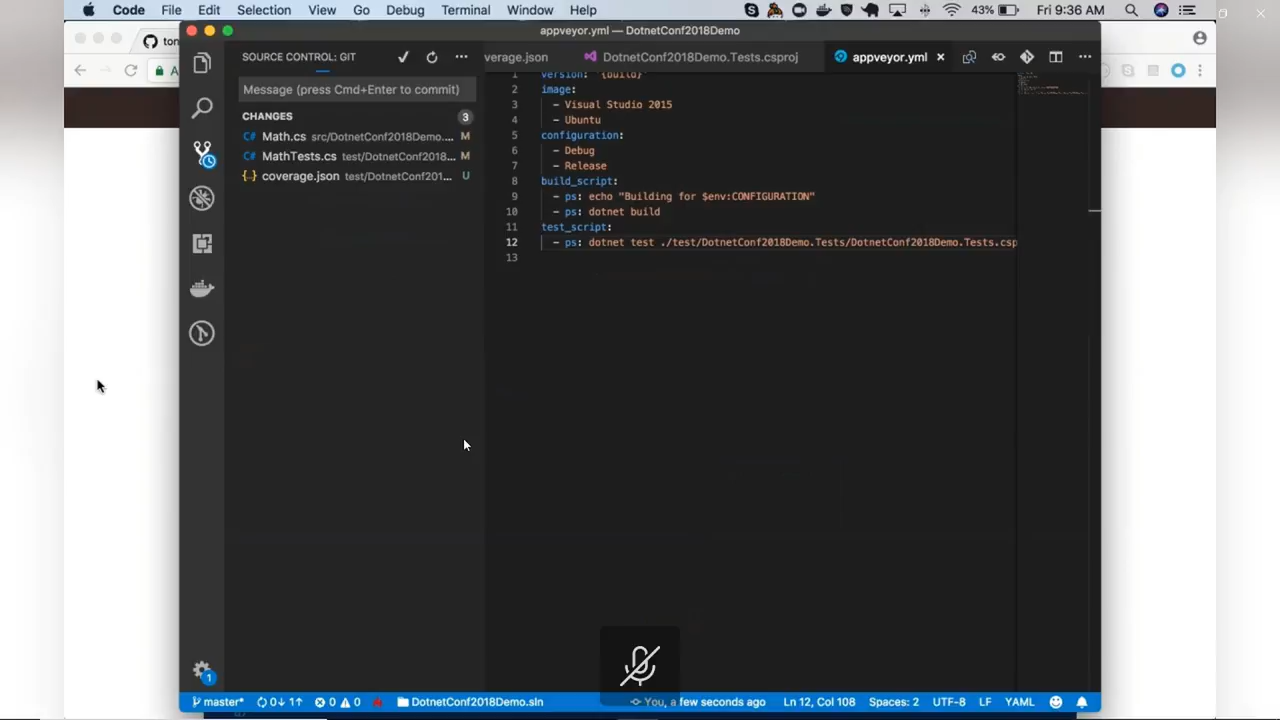 Code File Edit Selection View Go Debug Terminal Window Help 43% Fri 9:36 AM
appveyor.yml — DotnetConf2018Demo
SOURCE CONTROL: GIT
verage.json DotnetConf2018Demo.Tests.csproj appveyor.yml
Message (press Cmd+Enter to commit)
CHANGES 3
Math.cs src/DotnetConf2018Demo.... M
MathTests.cs test/DotnetConf2018... M
{..} coverage.json test/DotnetConf201... U
1 version: '{build}'
2 image:
3 - Visual Studio 2015
4 - Ubuntu
5 configuration:
6 - Debug
7 - Release
8 build_script:
9 - ps: echo "Building for $env:CONFIGURATION"
10 - ps: dotnet build
11 test_script:
12 - ps: dotnet test ./test/DotnetConf2018Demo.Tests/DotnetConf2018Demo.Tests.csp
13
1
master* 0↓ 1↑ 0 0 DotnetConf2018Demo.sln You, a few seconds ago Ln 12, Col 108 Spaces: 2 UTF-8 LF YAML